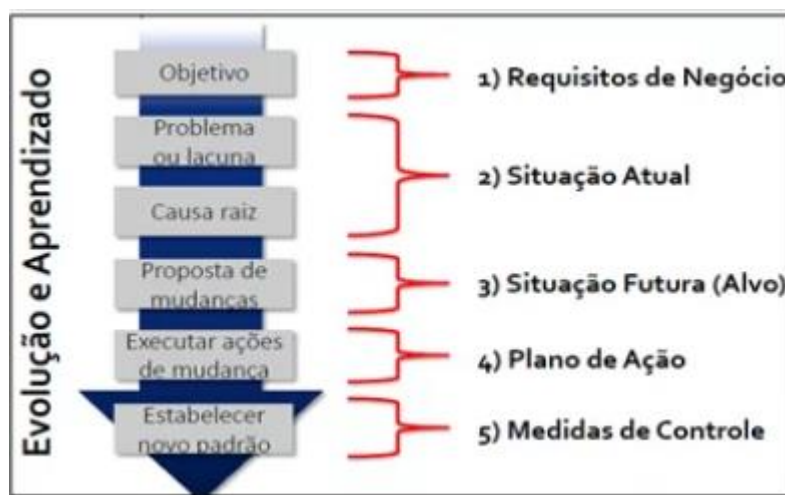 Evolução e Aprendizado
Objetivo
1) Requisitos de Negócio
Problema
ou lacuna
Causa raiz
2) Situação Atual
Proposta de
mudanças
3) Situação Futura (Alvo)
Executar ações
de mudança
4) Plano de Ação
Estabelecer
novo padrão
5) Medidas de Controle